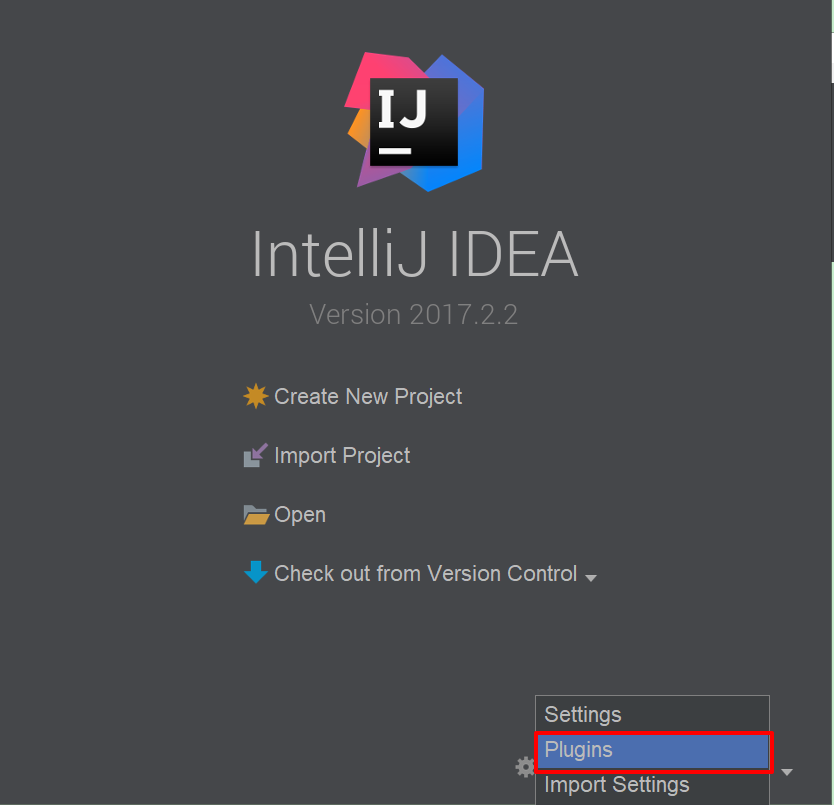 IJ
IntelliJ IDEA
Version 2017.2.2
Create New Project
Import Project
Open
Check out from Version Control
Settings
Plugins
Import Settings